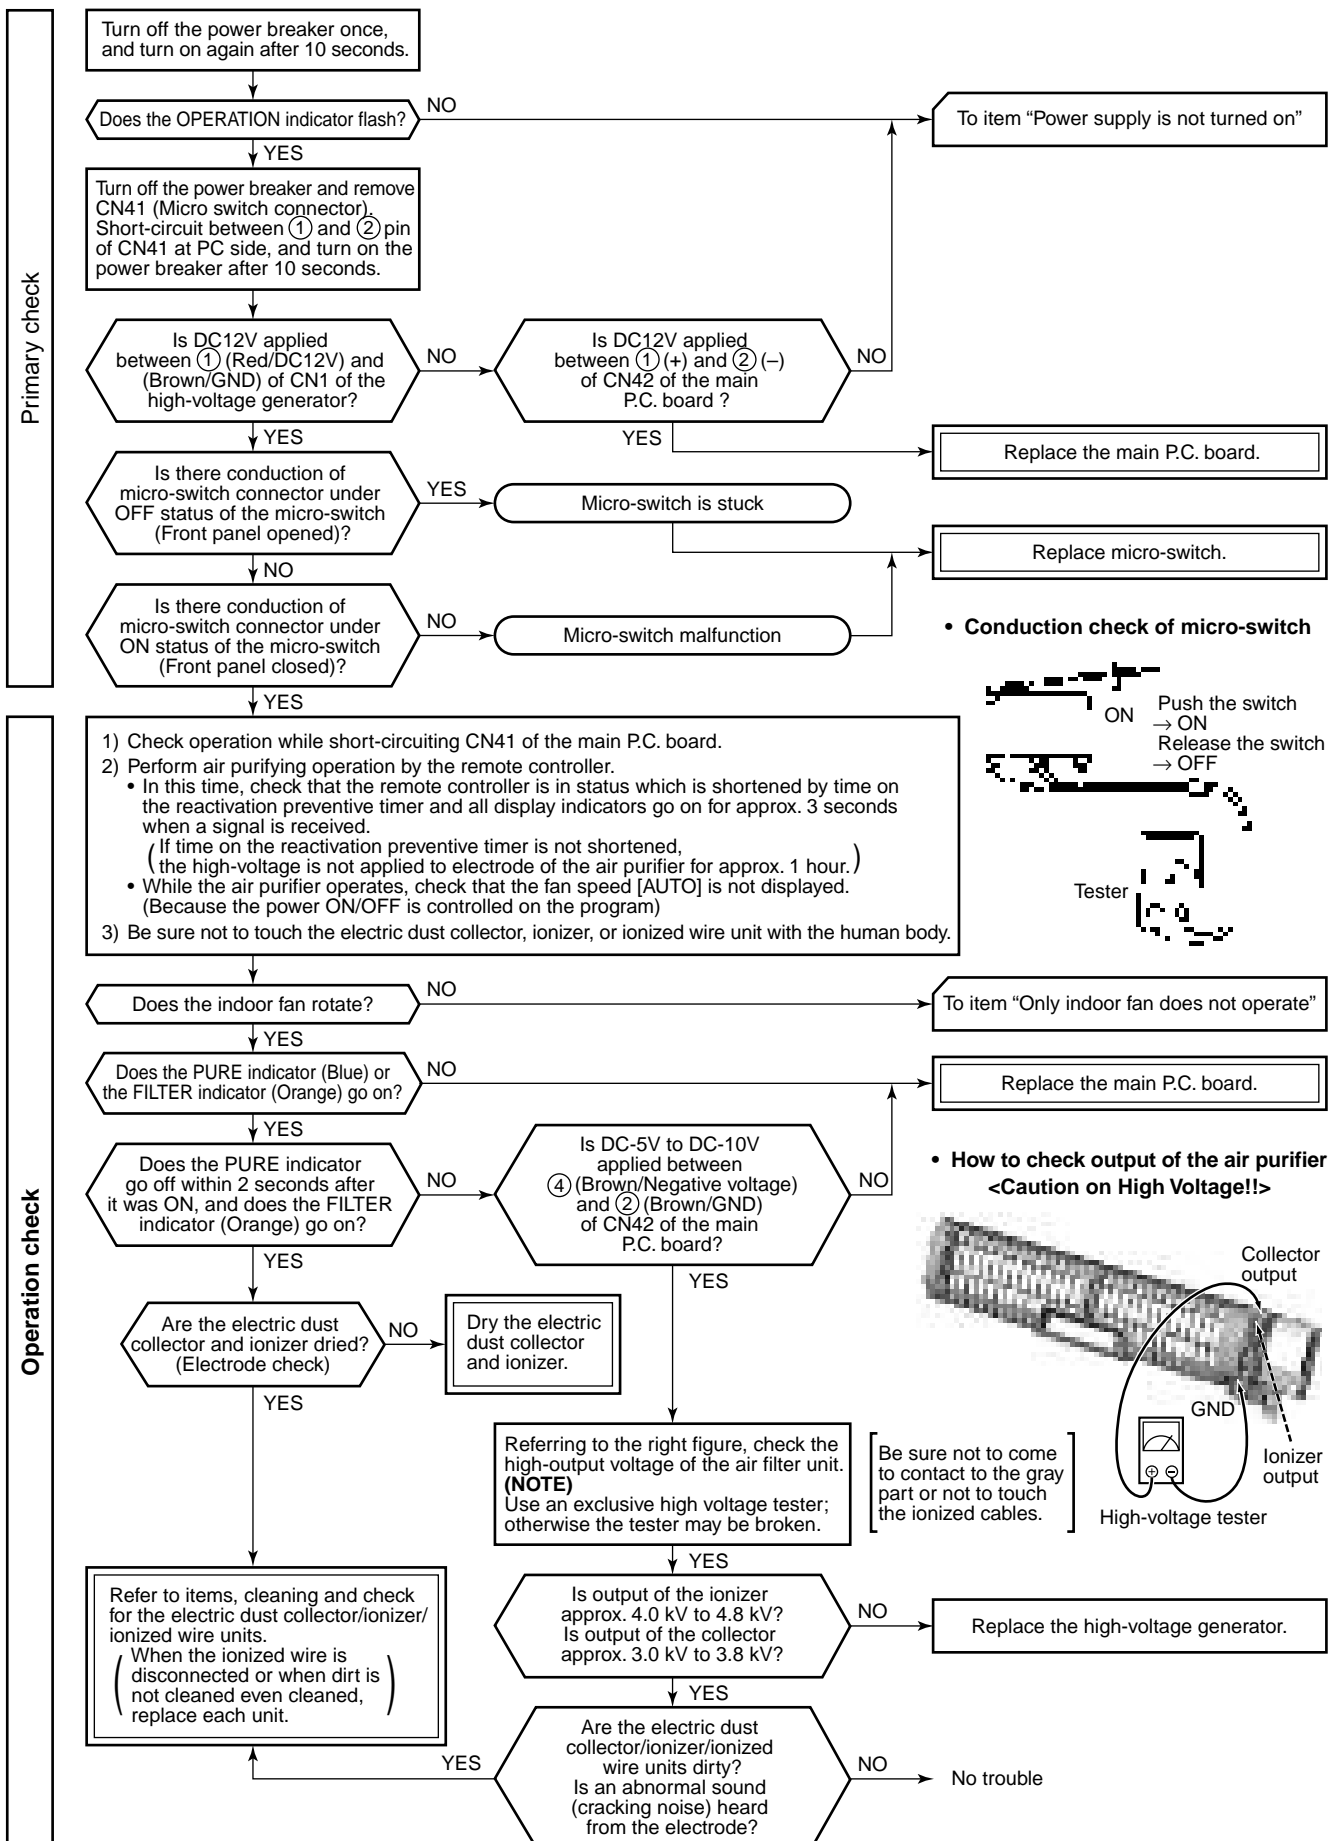 Primary check
Turn off the power breaker once,
and turn on again after 10 seconds.
Does the OPERATION indicator flash?
NO
To item “Power supply is not turned on”
YES
Turn off the power breaker and remove
CN41 (Micro switch connector).
Short-circuit between ① and ② pin
of CN41 at PC side, and turn on the
power breaker after 10 seconds.
Is DC12V applied
between ① (Red/DC12V) and
(Brown/GND) of CN1 of the
high-voltage generator?
NO
Is DC12V applied
between ① (+) and ② (–)
of CN42 of the main
P.C. board ?
NO
YES
YES
Replace the main P.C. board.
Is there conduction of
micro-switch connector under
OFF status of the micro-switch
(Front panel opened)?
YES
Micro-switch is stuck
Replace micro-switch.
NO
Is there conduction of
micro-switch connector under
ON status of the micro-switch
(Front panel closed)?
NO
Micro-switch malfunction
YES
• Conduction check of micro-switch
ON
Push the switch
→ ON
Release the switch
→ OFF
Tester
Operation check
1) Check operation while short-circuiting CN41 of the main P.C. board.
2) Perform air purifying operation by the remote controller.
• In this time, check that the remote controller is in status which is shortened by time on
the reactivation preventive timer and all display indicators go on for approx. 3 seconds
when a signal is received.
( If time on the reactivation preventive timer is not shortened,
the high-voltage is not applied to electrode of the air purifier for approx. 1 hour. )
• While the air purifier operates, check that the fan speed [AUTO] is not displayed.
(Because the power ON/OFF is controlled on the program)
3) Be sure not to touch the electric dust collector, ionizer, or ionized wire unit with the human body.
Does the indoor fan rotate?
NO
To item “Only indoor fan does not operate”
YES
Does the PURE indicator (Blue) or
the FILTER indicator (Orange) go on?
NO
Replace the main P.C. board.
YES
Does the PURE indicator
go off within 2 seconds after
it was ON, and does the FILTER
indicator (Orange) go on?
NO
Is DC-5V to DC-10V
applied between
④ (Brown/Negative voltage)
and ② (Brown/GND)
of CN42 of the main
P.C. board?
NO
YES
YES
• How to check output of the air purifier
<Caution on High Voltage!!>
Collector
output
GND
Ionizer
output
High-voltage tester
Are the electric dust
collector and ionizer dried?
(Electrode check)
NO
Dry the electric
dust collector
and ionizer.
YES
Referring to the right figure, check the
high-output voltage of the air filter unit.
(NOTE)
Use an exclusive high voltage tester;
otherwise the tester may be broken.
[Be sure not to come
to contact to the gray
part or not to touch
the ionized cables.]
YES
Refer to items, cleaning and check
for the electric dust collector/ionizer/
ionized wire units.
( When the ionized wire is
disconnected or when dirt is
not cleaned even cleaned,
replace each unit. )
Is output of the ionizer
approx. 4.0 kV to 4.8 kV?
Is output of the collector
approx. 3.0 kV to 3.8 kV?
NO
Replace the high-voltage generator.
YES
Are the electric dust
collector/ionizer/ionized
wire units dirty?
Is an abnormal sound
(cracking noise) heard
from the electrode?
YES
NO
No trouble